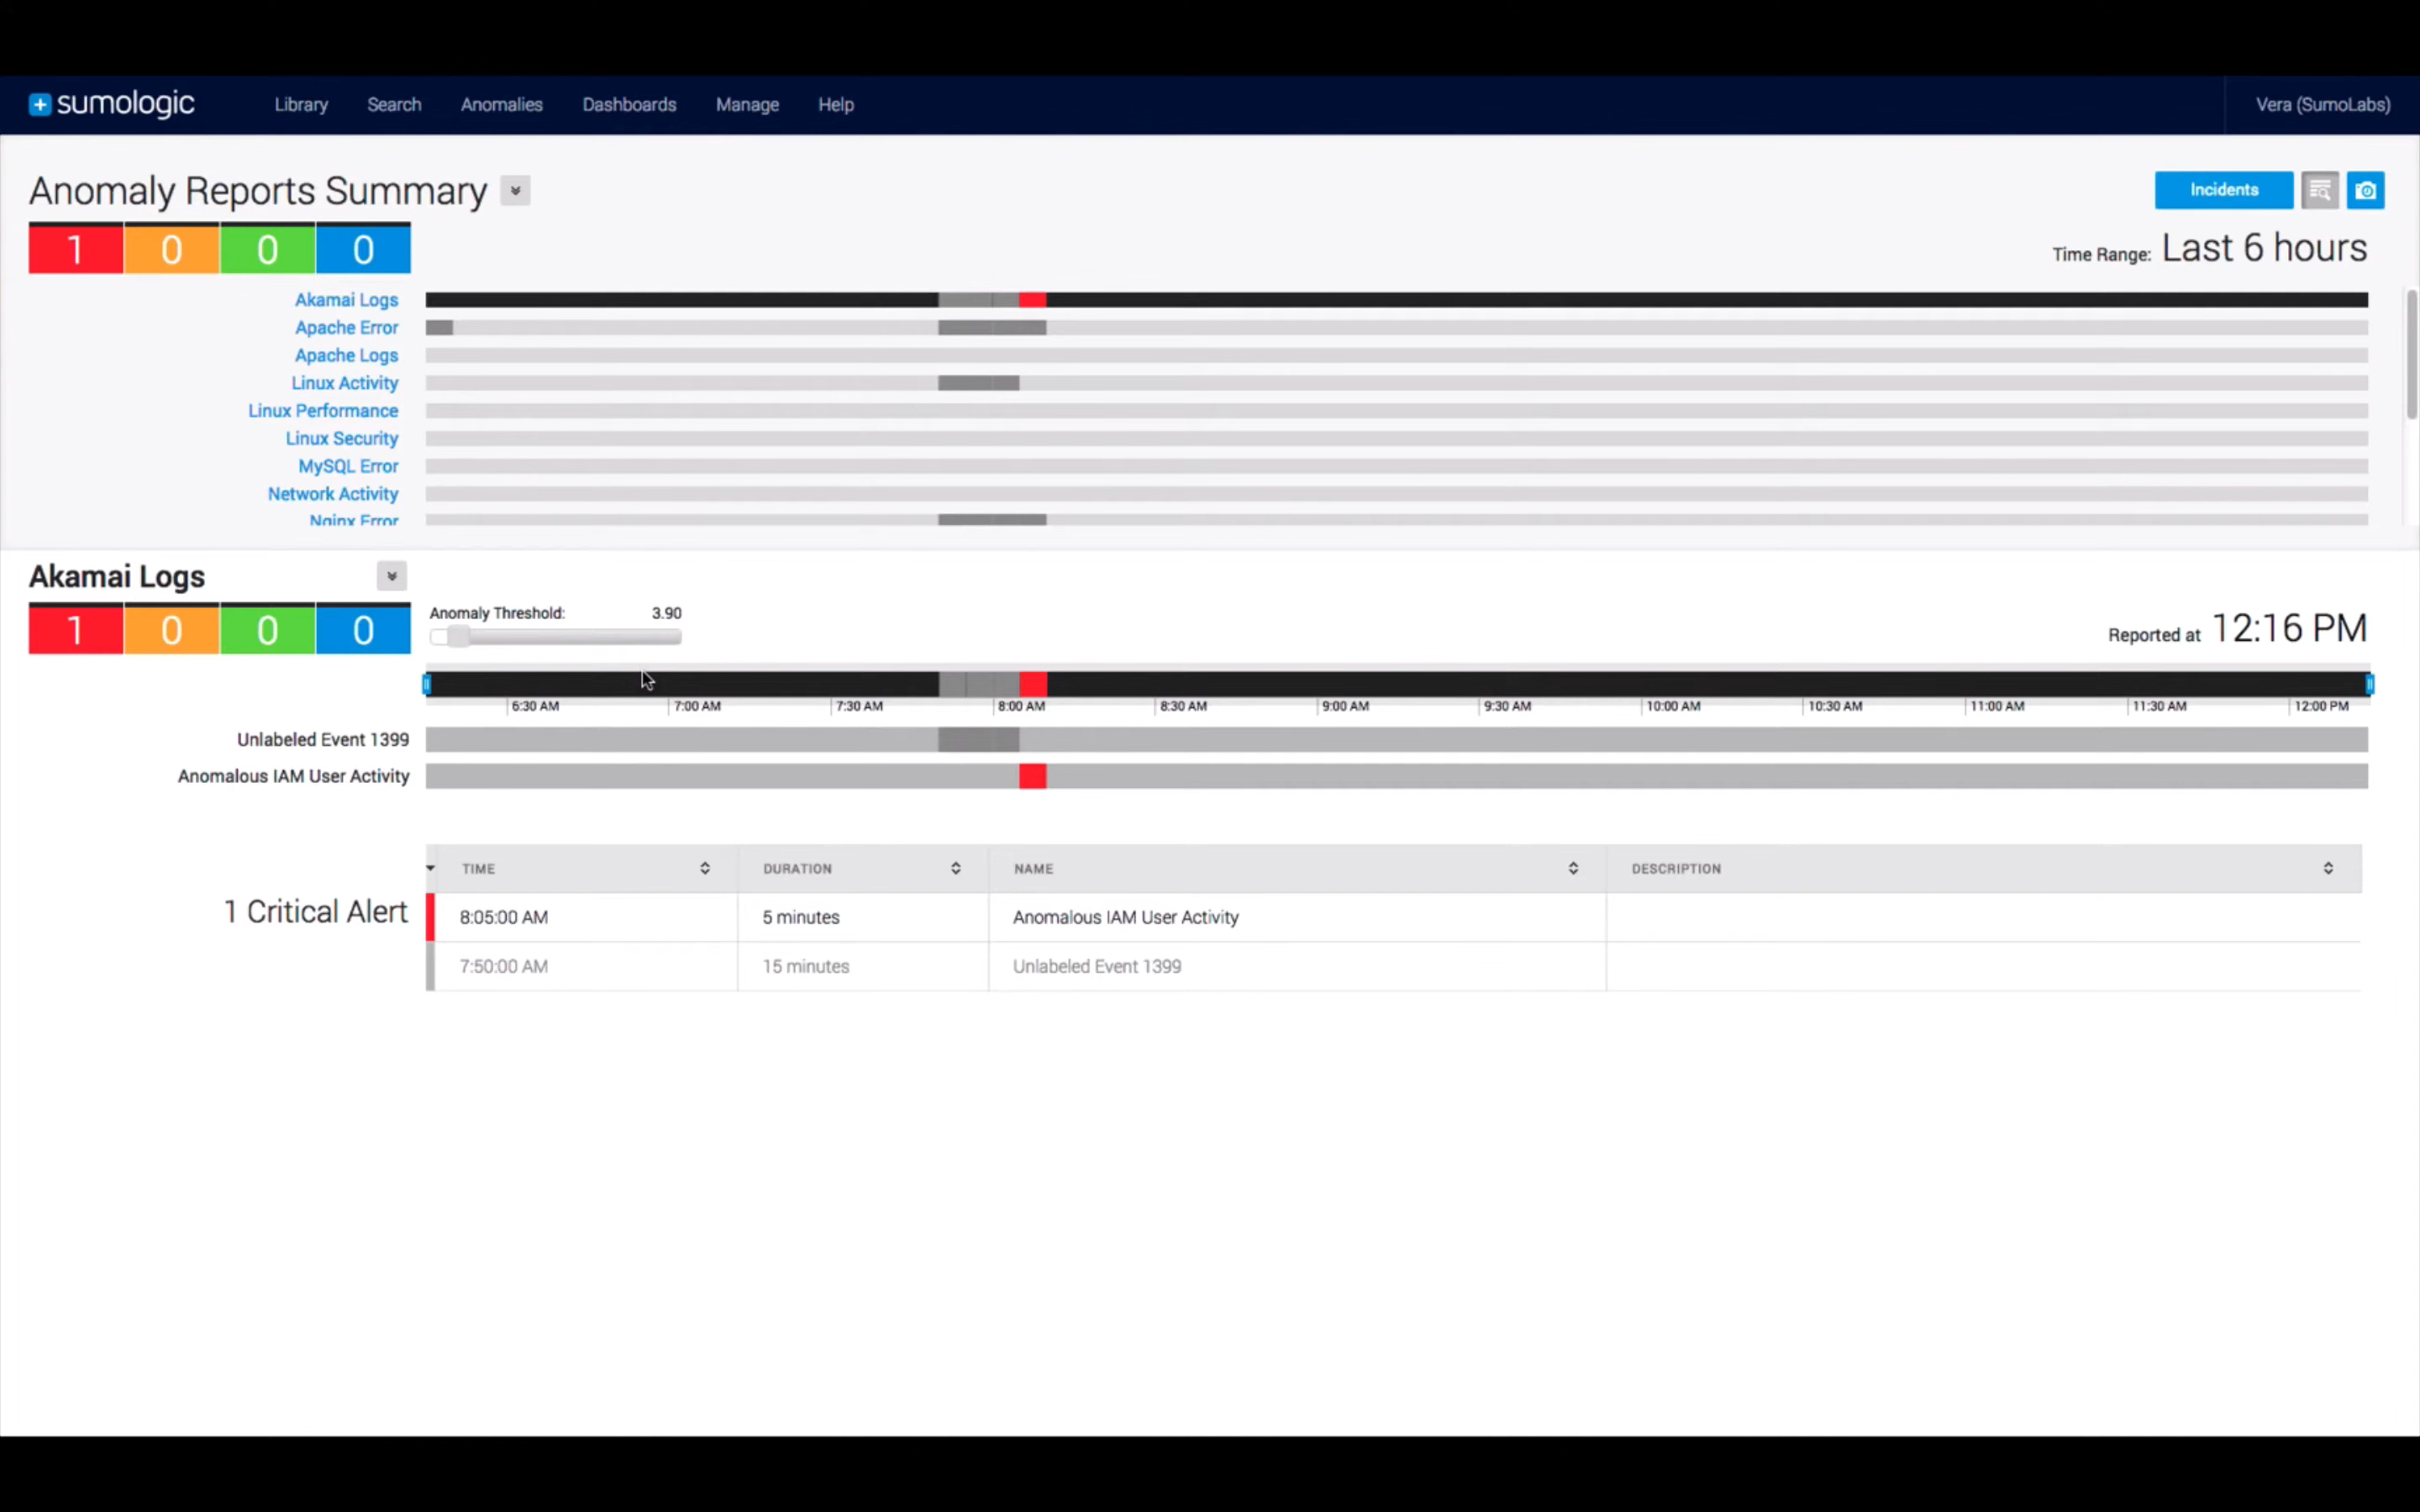 sumologic Library Search Anomalies Dashboards Manage Help Vera (SumoLabs)
Anomaly Reports Summary
Incidents
1 0 0 0
Time Range: Last 6 hours
Akamai Logs
Apache Error
Apache Logs
Linux Activity
Linux Performance
Linux Security
MySQL Error
Network Activity
Nginx Error
Akamai Logs
1 0 0 0
Anomaly Threshold: 3.90
Reported at 12:16 PM
6:30 AM 7:00 AM 7:30 AM 8:00 AM 8:30 AM 9:00 AM 9:30 AM 10:00 AM 10:30 AM 11:00 AM 11:30 AM 12:00 PM
Unlabeled Event 1399
Anomalous IAM User Activity
TIME DURATION NAME DESCRIPTION
1 Critical Alert
8:05:00 AM 5 minutes Anomalous IAM User Activity
7:50:00 AM 15 minutes Unlabeled Event 1399